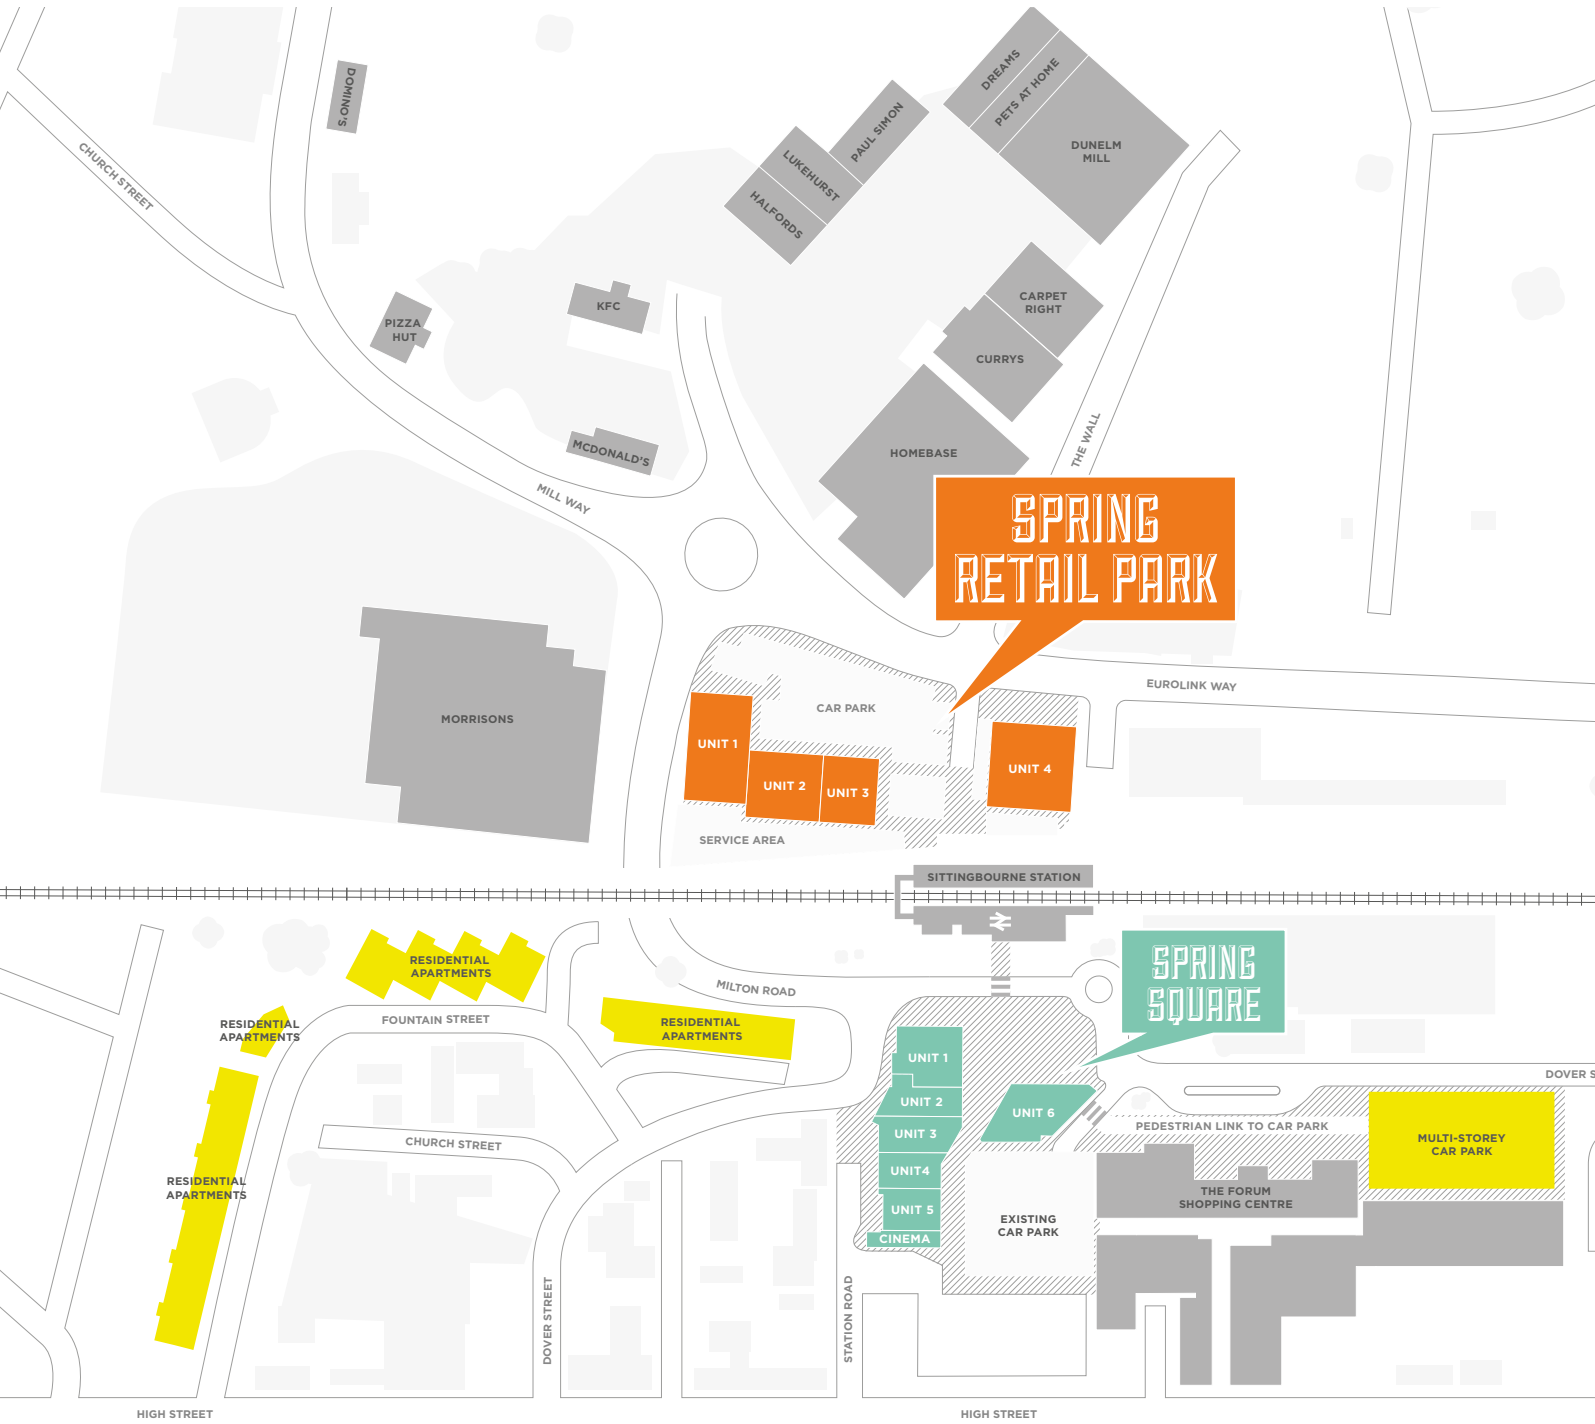 DOMINO'S
CHURCH STREET
DREAMS
PETS AT HOME
DUNELM
MILL
PAUL SIMON
LUKEHURST
HALFORDS
KFC
PIZZA
HUT
CARPET
RIGHT
CURRYS
MCDONALD'S
THE WALL
HOMEBASE
MILL WAY
SPRING
RETAIL PARK
EUROLINK WAY
CAR PARK
MORRISONS
UNIT 1
UNIT 2
UNIT 3
UNIT 4
SERVICE AREA
SITTINGBOURNE STATION
RESIDENTIAL
APARTMENTS
SPRING
SQUARE
MILTON ROAD
FOUNTAIN STREET
RESIDENTIAL
APARTMENTS
RESIDENTIAL
APARTMENTS
UNIT 1
DOVER S
UNIT 2
UNIT 6
PEDESTRIAN LINK TO CAR PARK
UNIT 3
CHURCH STREET
MULTI-STOREY
CAR PARK
UNIT4
RESIDENTIAL
APARTMENTS
THE FORUM
SHOPPING CENTRE
UNIT 5
EXISTING
CAR PARK
CINEMA
DOVER STREET
STATION ROAD
HIGH STREET
HIGH STREET